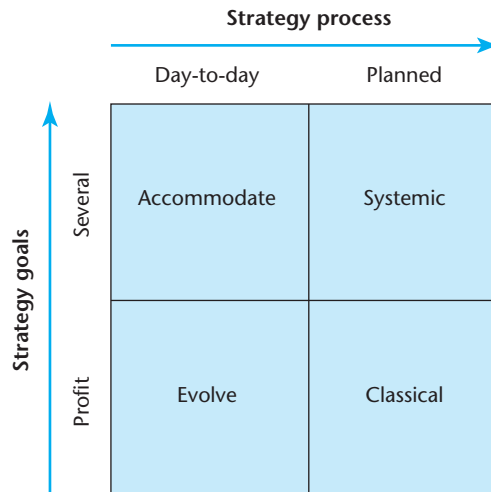 Strategy process
Day-to-day Planned
Strategy goals
Several
Accommodate Systemic
Profit
Evolve Classical